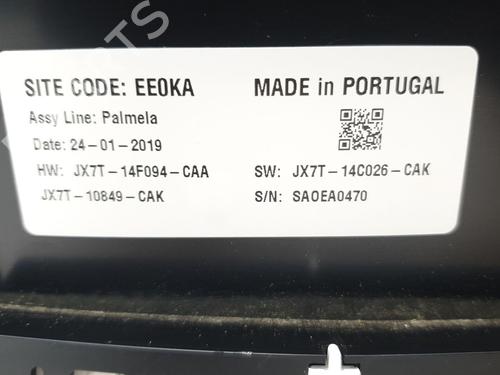 SITE CODE: EE0KA MADE in PORTUGAL
Assy Line: Palmela
Date: 24-01-2019
HW: JX7T-14F094-CAA SW: JX7T-14C026-CAK
JX7T-10849-CAK S/N: SA0EA0470